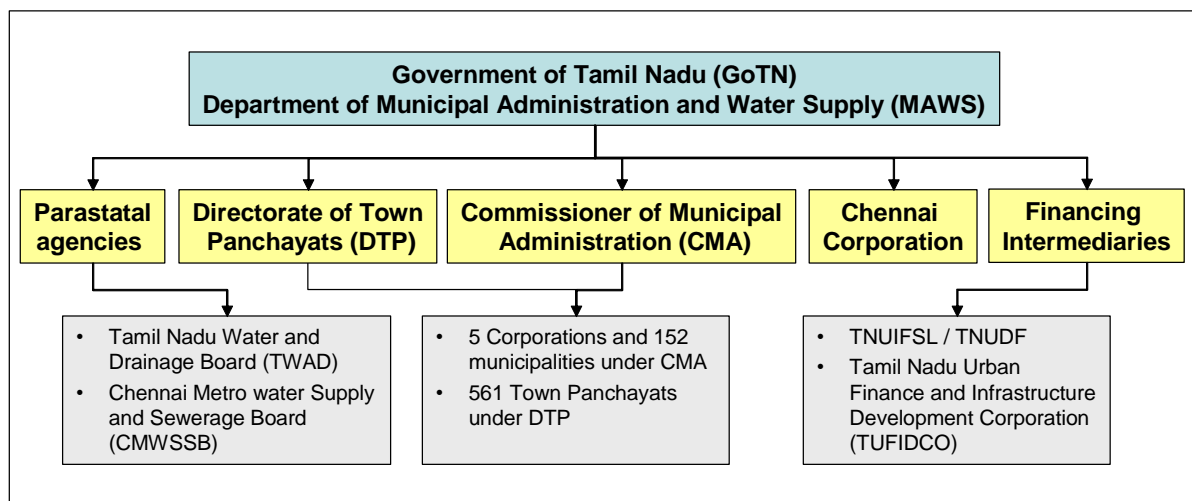 Government of Tamil Nadu (GoTN)
Department of Municipal Administration and Water Supply (MAWS)
Parastatal
agencies
Directorate of Town
Panchayats (DTP)
Commissioner of Municipal
Administration (CMA)
Chennai
Corporation
Financing
Intermediaries
• Tamil Nadu Water and
Drainage Board (TWAD)
• Chennai Metro water Supply
and Sewerage Board
(CMWSSB)
• 5 Corporations and 152
municipalities under CMA
• 561 Town Panchayats
under DTP
• TNUIFSL / TNUDF
• Tamil Nadu Urban
Finance and Infrastructure
Development Corporation
(TUFIDCO)